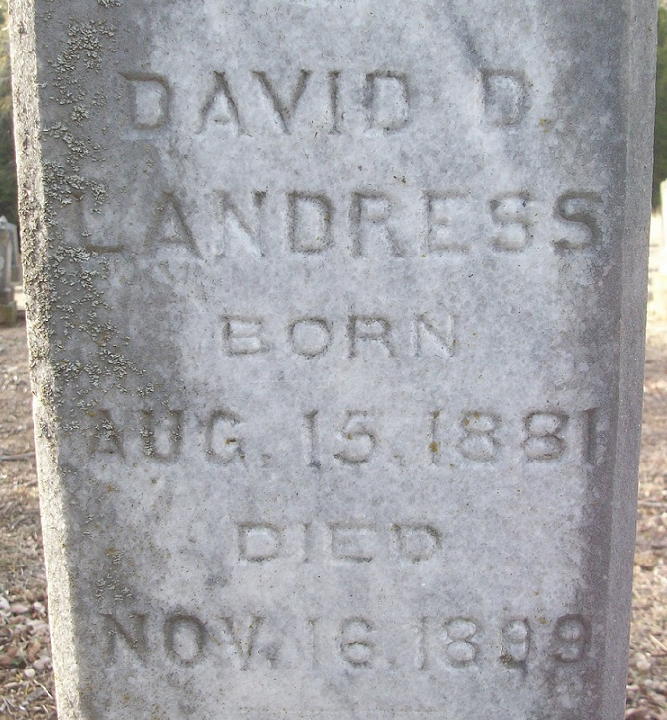 DAVID D.
LANDRESS
BORN
AUG. 15. 1881
DIED
NOV. 16. 1899